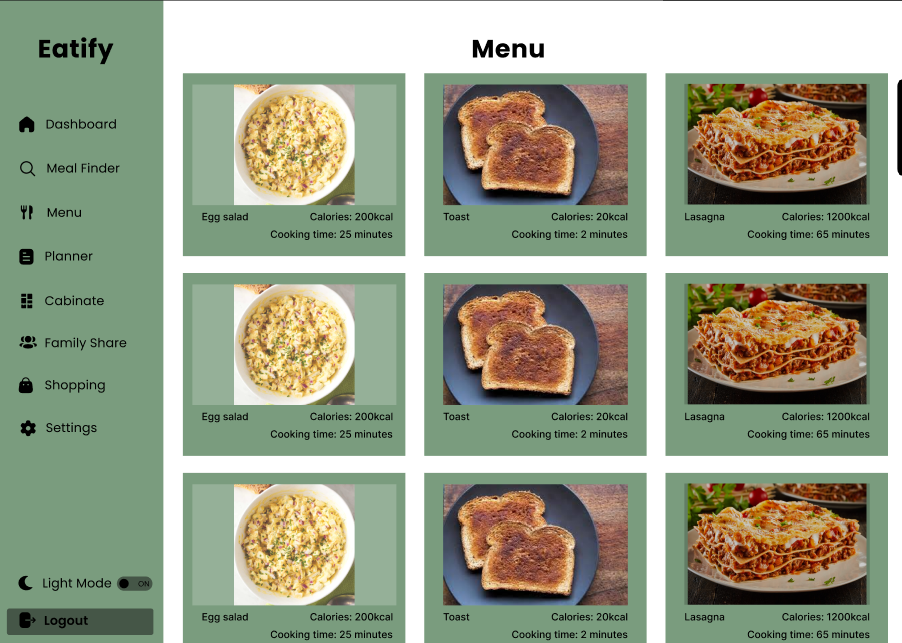 Eatify
Dashboard
Meal Finder
Menu
Planner
Cabinate
Family Share
Shopping
Settings
Light Mode ON
Logout
Menu
Egg salad Calories: 200kcal
Cooking time: 25 minutes
Toast Calories: 20kcal
Cooking time: 2 minutes
Lasagna Calories: 1200kcal
Cooking time: 65 minutes
Egg salad Calories: 200kcal
Cooking time: 25 minutes
Toast Calories: 20kcal
Cooking time: 2 minutes
Lasagna Calories: 1200kcal
Cooking time: 65 minutes
Egg salad Calories: 200kcal
Cooking time: 25 minutes
Toast Calories: 20kcal
Cooking time: 2 minutes
Lasagna Calories: 1200kcal
Cooking time: 65 minutes